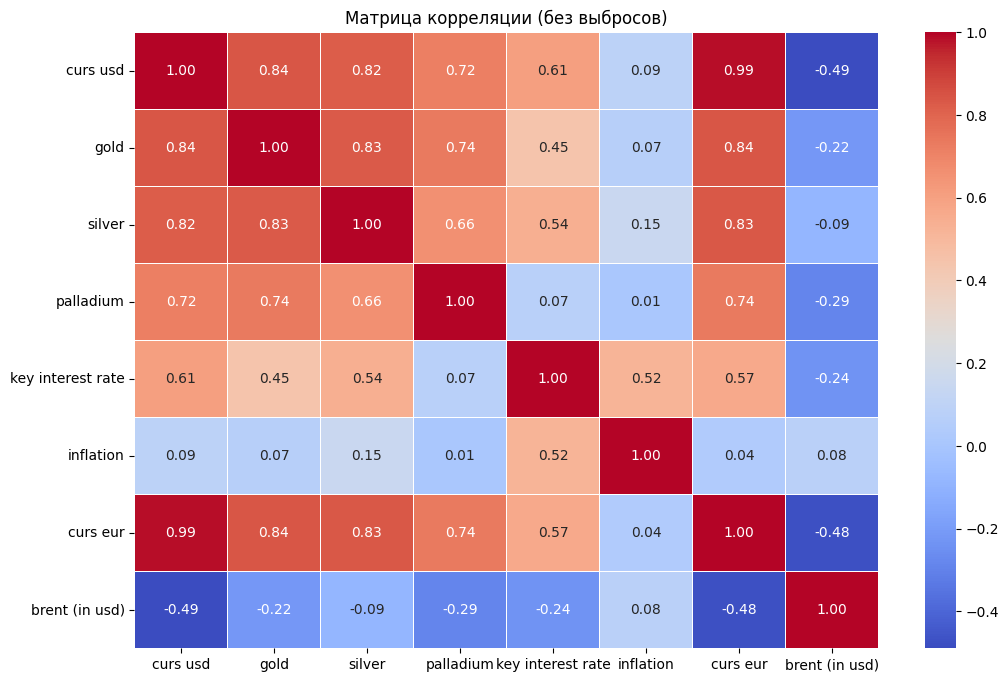 Матрица корреляции (без выбросов)
curs usd 1.00 0.84 0.82 0.72 0.61 0.09 0.99 -0.49
gold 0.84 1.00 0.83 0.74 0.45 0.07 0.84 -0.22
silver 0.82 0.83 1.00 0.66 0.54 0.15 0.83 -0.09
palladium 0.72 0.74 0.66 1.00 0.07 0.01 0.74 -0.29
key interest rate 0.61 0.45 0.54 0.07 1.00 0.52 0.57 -0.24
inflation 0.09 0.07 0.15 0.01 0.52 1.00 0.04 0.08
curs eur 0.99 0.84 0.83 0.74 0.57 0.04 1.00 -0.48
brent (in usd) -0.49 -0.22 -0.09 -0.29 -0.24 0.08 -0.48 1.00
curs usd gold silver palladium key interest rate inflation curs eur brent (in usd)
1.0
0.8
0.6
0.4
0.2
0.0
−0.2
−0.4